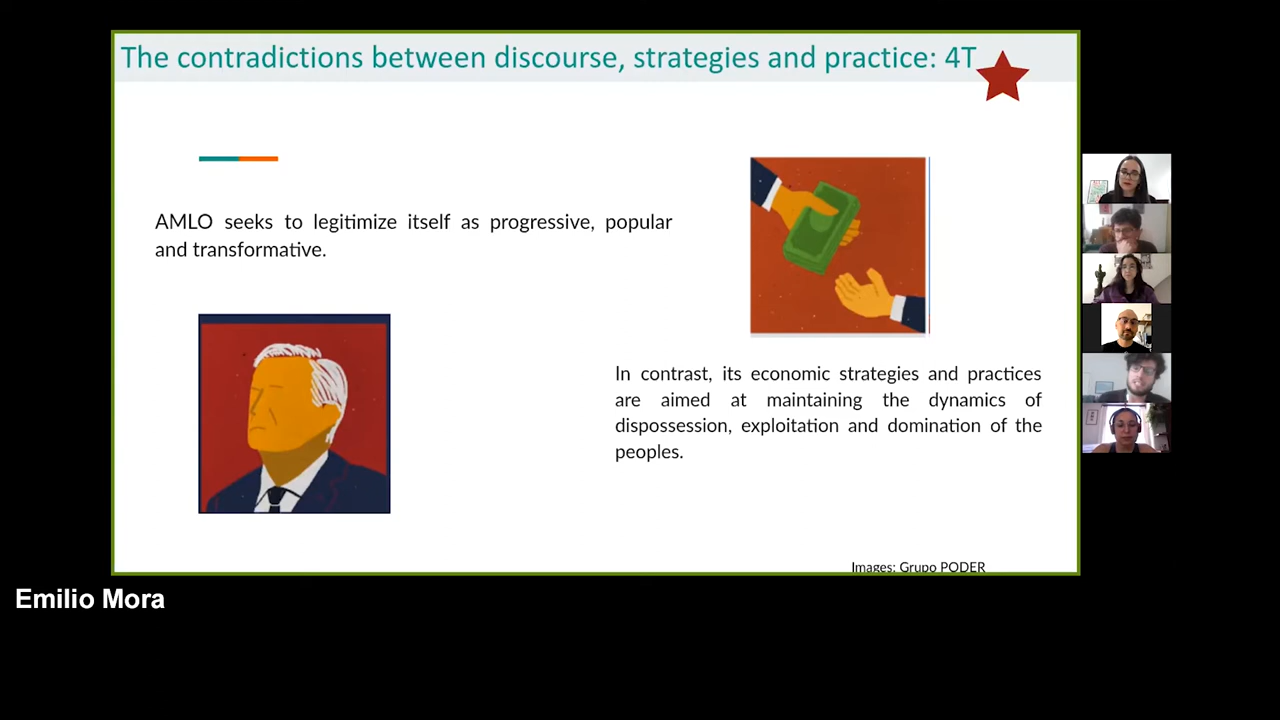 The contradictions between discourse, strategies and practice: 4T
AMLO seeks to legitimize itself as progressive, popular
and transformative.
In contrast, its economic strategies and practices
are aimed at maintaining the dynamics of
dispossession, exploitation and domination of the
peoples.
Images: Grupo PODER
Emilio Mora